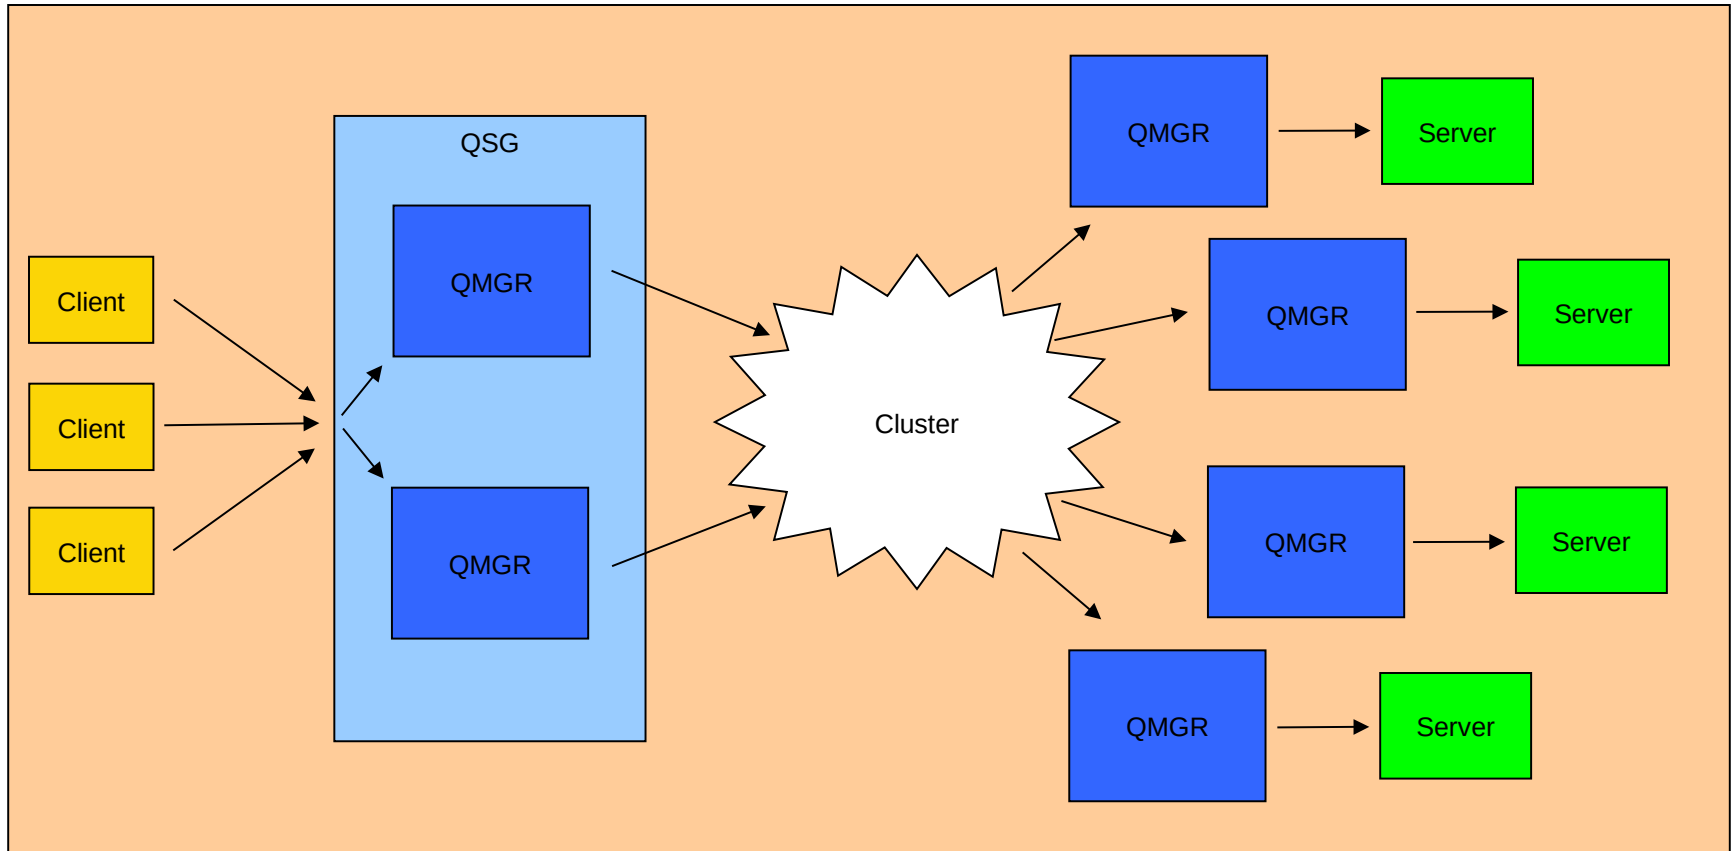 QSG
Client
Client
Client
QMGR
QMGR
Cluster
QMGR
Server
QMGR
Server
QMGR
Server
QMGR
Server